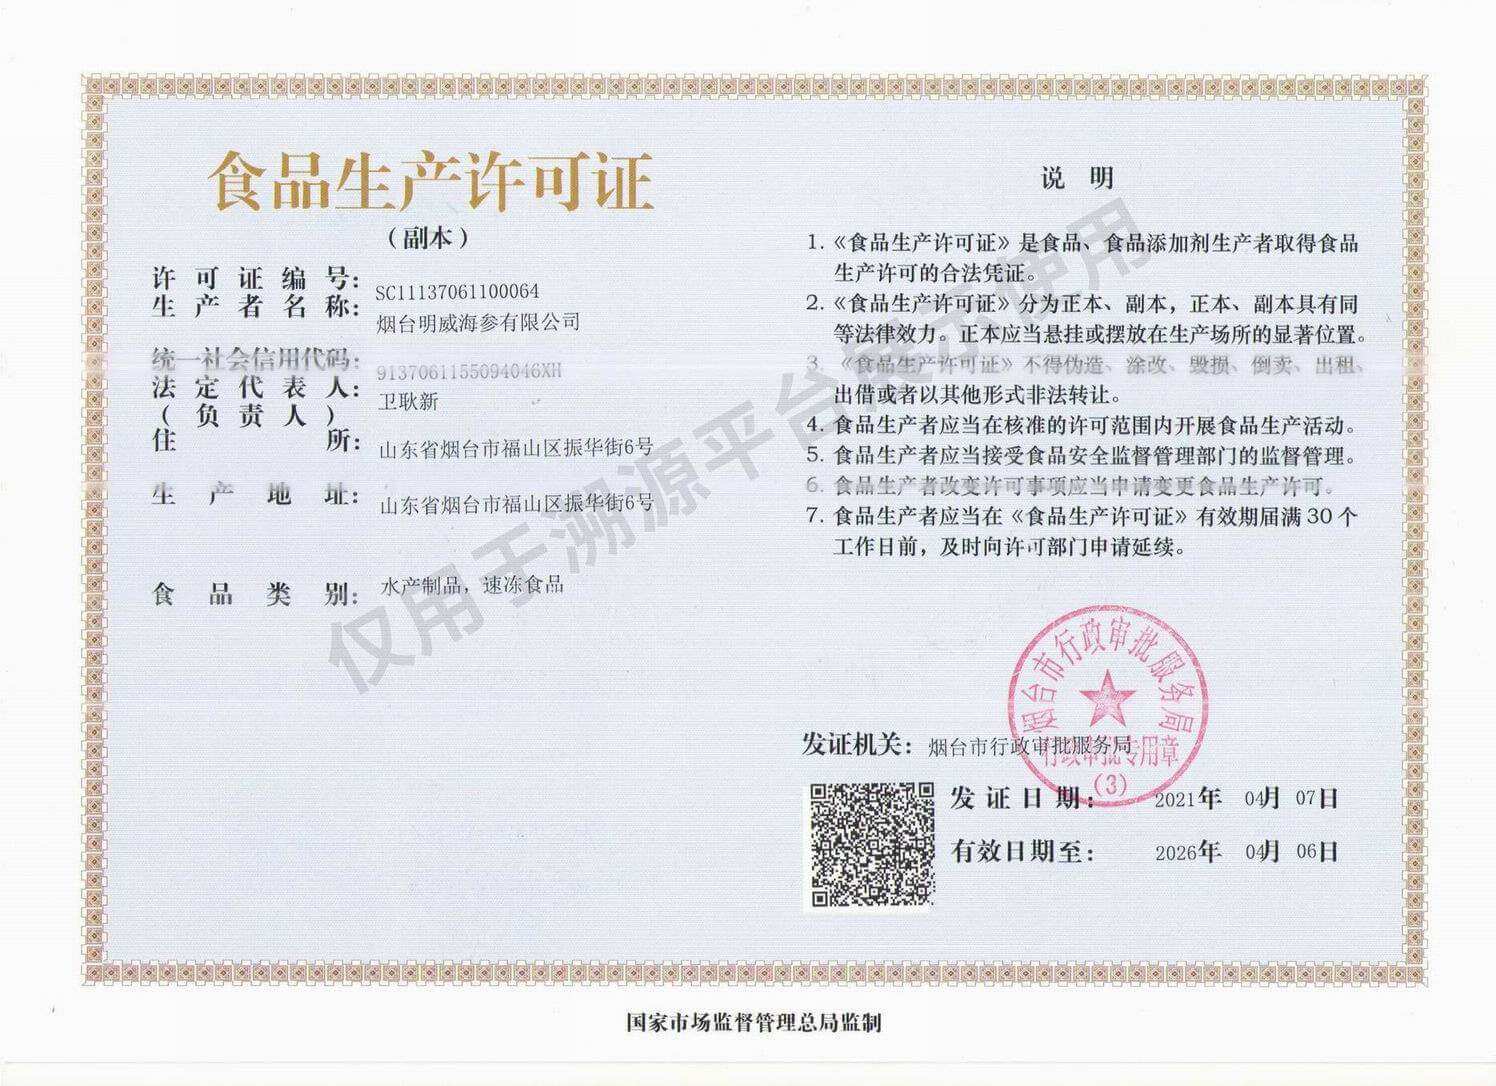 食品生产许可证
（副本）
许可证编号：SC11137061100064
生产者名称：烟台明威海参有限公司
统一社会信用代码：9137061155094046XH
法定代表人：卫耿新
（负责人）
住所：山东省烟台市福山区振华街6号
生产地址：山东省烟台市福山区振华街6号
食品类别：水产制品，速冻食品
说 明
1.《食品生产许可证》是食品、食品添加剂生产者取得食品
生产许可的合法凭证。
2.《食品生产许可证》分为正本、副本，正本、副本具有同
等法律效力。正本应当悬挂或摆放在生产场所的显著位置。
3.《食品生产许可证》不得伪造、涂改、毁损、倒卖、出租、
出借或者以其他形式非法转让。
4. 食品生产者应当在核准的许可范围内开展食品生产活动。
5. 食品生产者应当接受食品安全监督管理部门的监督管理。
6. 食品生产者改变许可事项应当申请变更食品生产许可。
7. 食品生产者应当在《食品生产许可证》有效期届满 30 个
工作日前，及时向许可部门申请延续。
烟台市行政审批服务局
行政审批专用章
(3)
发证机关：烟台市行政审批服务局
发证日期：2021年 04月 07日
有效日期至：2026年 04月 06日
国家市场监督管理总局监制
仅用于溯源平台展示使用